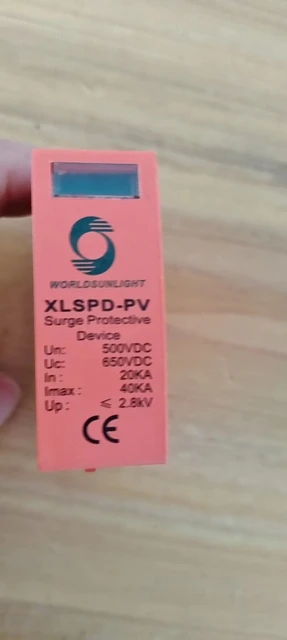 WORLDSUNLIGHT
XLSPD-PV
Surge Protective
Device
Un: 500VDC
Uc: 650VDC
In : 20KA
Imax : 40KA
Up : ≤ 2.8kV
CE